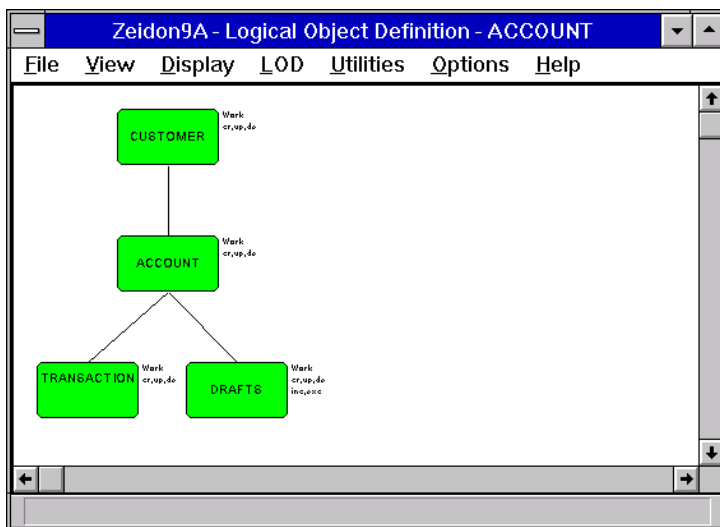 Zeidon9A - Logical Object Definition - ACCOUNT
File View Display LOD Utilities Options Help
Work
cr,up,de
CUSTOMER
Work
cr,up,de
ACCOUNT
Work
cr,up,de
TRANSACTION
Work
cr,up,de
inc,exc
DRAFTS